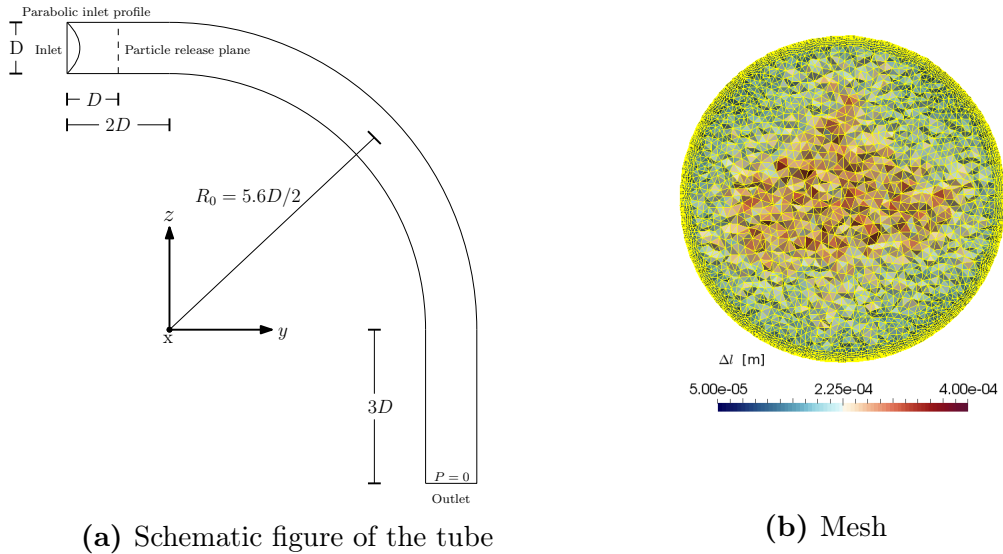 Parabolic inlet profile
D
Inlet
Particle release plane
D
2D
R₀ = 5.6D/2
z
x
y
3D
P = 0
Outlet
(a) Schematic figure of the tube
Δl [m]
5.00e-05 2.25e-04 4.00e-04
(b) Mesh